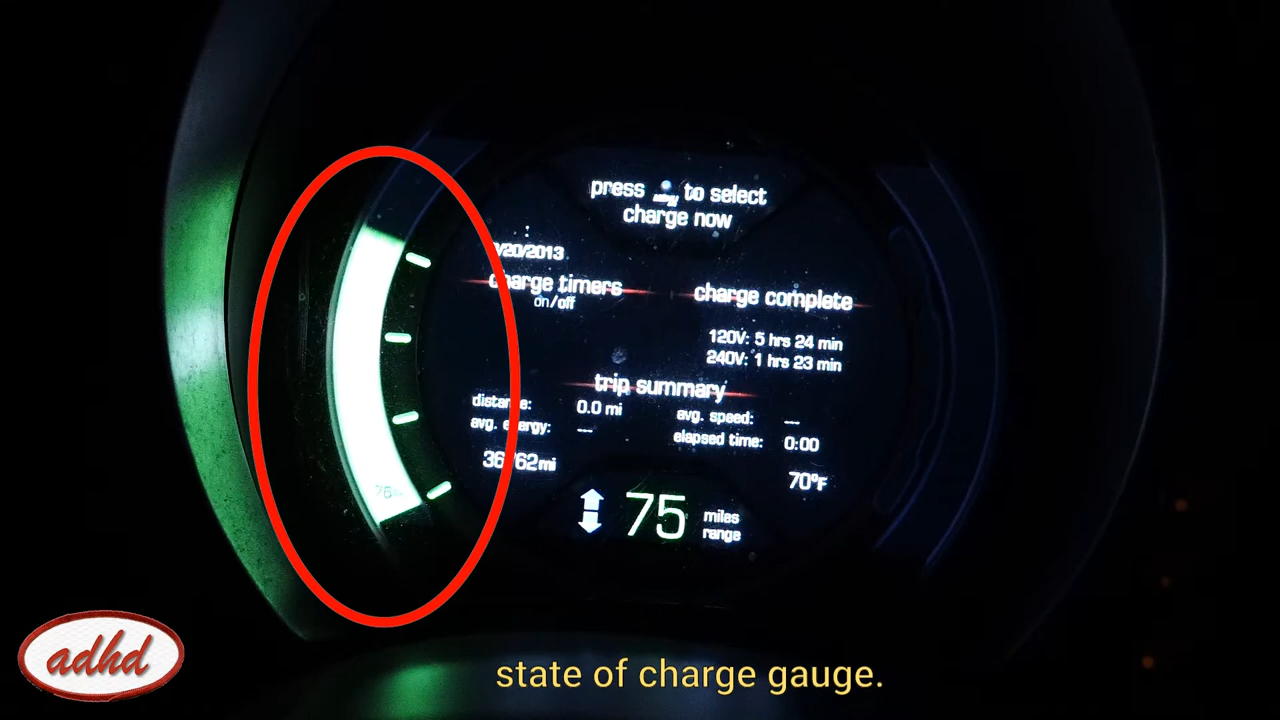 press to select
charge now
/20/2013
charge timers
on/off
charge complete
120V: 5 hrs 24 min
240V: 1 hrs 23 min
trip summary
distance: 0.0 mi
avg. speed: --
avg. energy: --
elapsed time: 0:00
mi
70°F
75 miles
range
adhd
state of charge gauge.